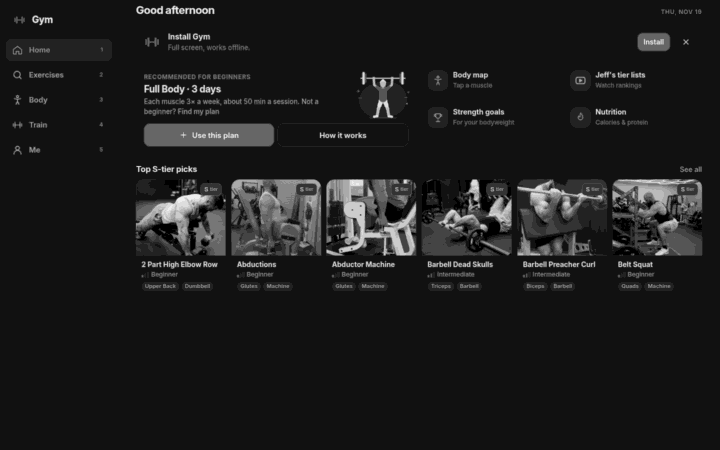 Gym
Home 1
Exercises 2
Body 3
Train 4
Me 5
Good afternoon
THU, NOV 19
Install Gym
Full screen, works offline.
Install
RECOMMENDED FOR BEGINNERS
Full Body · 3 days
Each muscle 3× a week, about 50 min a session. Not a
beginner? Find my plan
+ Use this plan
How it works
Body map
Tap a muscle
Jeff's tier lists
Watch rankings
Strength goals
For your bodyweight
Nutrition
Calories & protein
Top S-tier picks
See all
S tier
S tier
S tier
S tier
S tier
S tier
2 Part High Elbow Row
Beginner
Upper Back Dumbbell
Abductions
Beginner
Glutes Machine
Abductor Machine
Beginner
Glutes Machine
Barbell Dead Skulls
Intermediate
Triceps Barbell
Barbell Preacher Curl
Intermediate
Biceps Barbell
Belt Squat
Beginner
Quads Machine